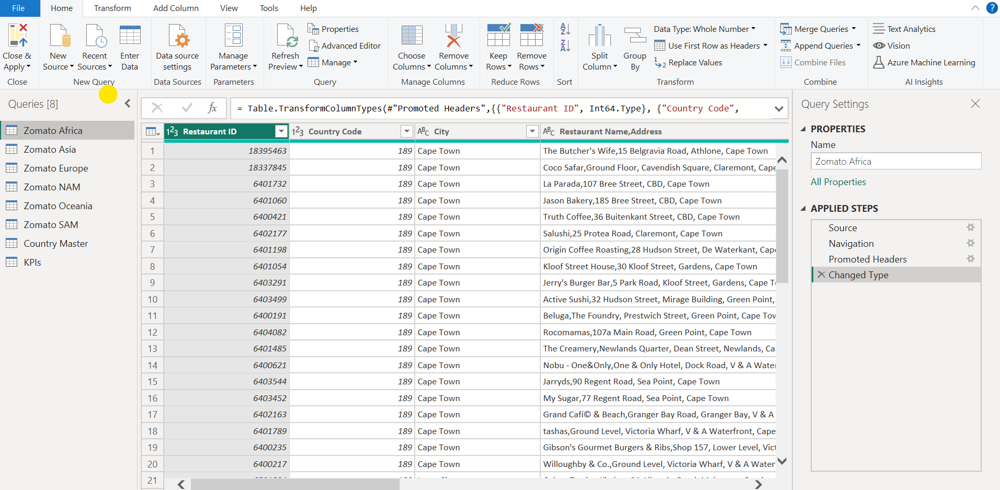 File Home Transform Add Column View Tools Help
Close & Apply
New Source
Recent Sources
Enter Data
Data source settings
Manage Parameters
Refresh Preview
Properties
Advanced Editor
Manage
Choose Columns
Remove Columns
Keep Rows
Remove Rows
Split Column
Group By
Data Type: Whole Number
Use First Row as Headers
Replace Values
Merge Queries
Append Queries
Combine Files
Text Analytics
Vision
Azure Machine Learning
Close New Query Data Sources Parameters Query Manage Columns Reduce Rows Sort Transform Combine AI Insights
Queries [8]
Zomato Africa
Zomato Asia
Zomato Europe
Zomato NAM
Zomato Oceania
Zomato SAM
Country Master
KPIs
fx = Table.TransformColumnTypes(#"Promoted Headers",{{"Restaurant ID", Int64.Type}, {"Country Code",
123 Restaurant ID 123 Country Code ABC City ABC Restaurant Name,Address
1 18395463 189 Cape Town The Butcher's Wife,15 Belgravia Road, Athlone, Cape Town
2 18337845 189 Cape Town Coco Safar,Ground Floor, Cavendish Square, Claremont, Cape
3 6401732 189 Cape Town La Parada,107 Bree Street, CBD, Cape Town
4 6401060 189 Cape Town Jason Bakery,185 Bree Street, CBD, Cape Town
5 6400421 189 Cape Town Truth Coffee,36 Buitenkant Street, CBD, Cape Town
6 6402177 189 Cape Town Salushi,25 Protea Road, Claremont, Cape Town
7 6401198 189 Cape Town Origin Coffee Roasting,28 Hudson Street, De Waterkant, Cap
8 6401054 189 Cape Town Kloof Street House,30 Kloof Street, Gardens, Cape Town
9 6403291 189 Cape Town Jerry's Burger Bar,5 Park Road, Kloof Street, Gardens, Cape T
10 6403499 189 Cape Town Active Sushi,32 Hudson Street, Mirage Building, Green Point,
11 6400191 189 Cape Town Beluga,The Foundry, Prestwich Street, Green Point, Cape Tow
12 6404082 189 Cape Town Rocomamas,107a Main Road, Green Point, Cape Town
13 6401485 189 Cape Town The Creamery,Newlands Quarter, Dean Street, Newlands, Ca
14 6400621 189 Cape Town Nobu - One&Only,One & Only Hotel, Dock Road, V & A Water
15 6403544 189 Cape Town Jarryds,90 Regent Road, Sea Point, Cape Town
16 6403452 189 Cape Town My Sugar,77 Regent Road, Sea Point, Cape Town
17 6402163 189 Cape Town Grand Cafí© & Beach,Granger Bay Road, Granger Bay, V & A
18 6401789 189 Cape Town tashas,Ground Level, Victoria Wharf, V & A Waterfront, Cape
19 6400235 189 Cape Town Gibson's Gourmet Burgers & Ribs,Shop 157, Lower Level, Vict
20 6400217 189 Cape Town Willoughby & Co.,Ground Level, Victoria Wharf, V & A Water
21
Query Settings
PROPERTIES
Name
Zomato Africa
All Properties
APPLIED STEPS
Source
Navigation
Promoted Headers
Changed Type